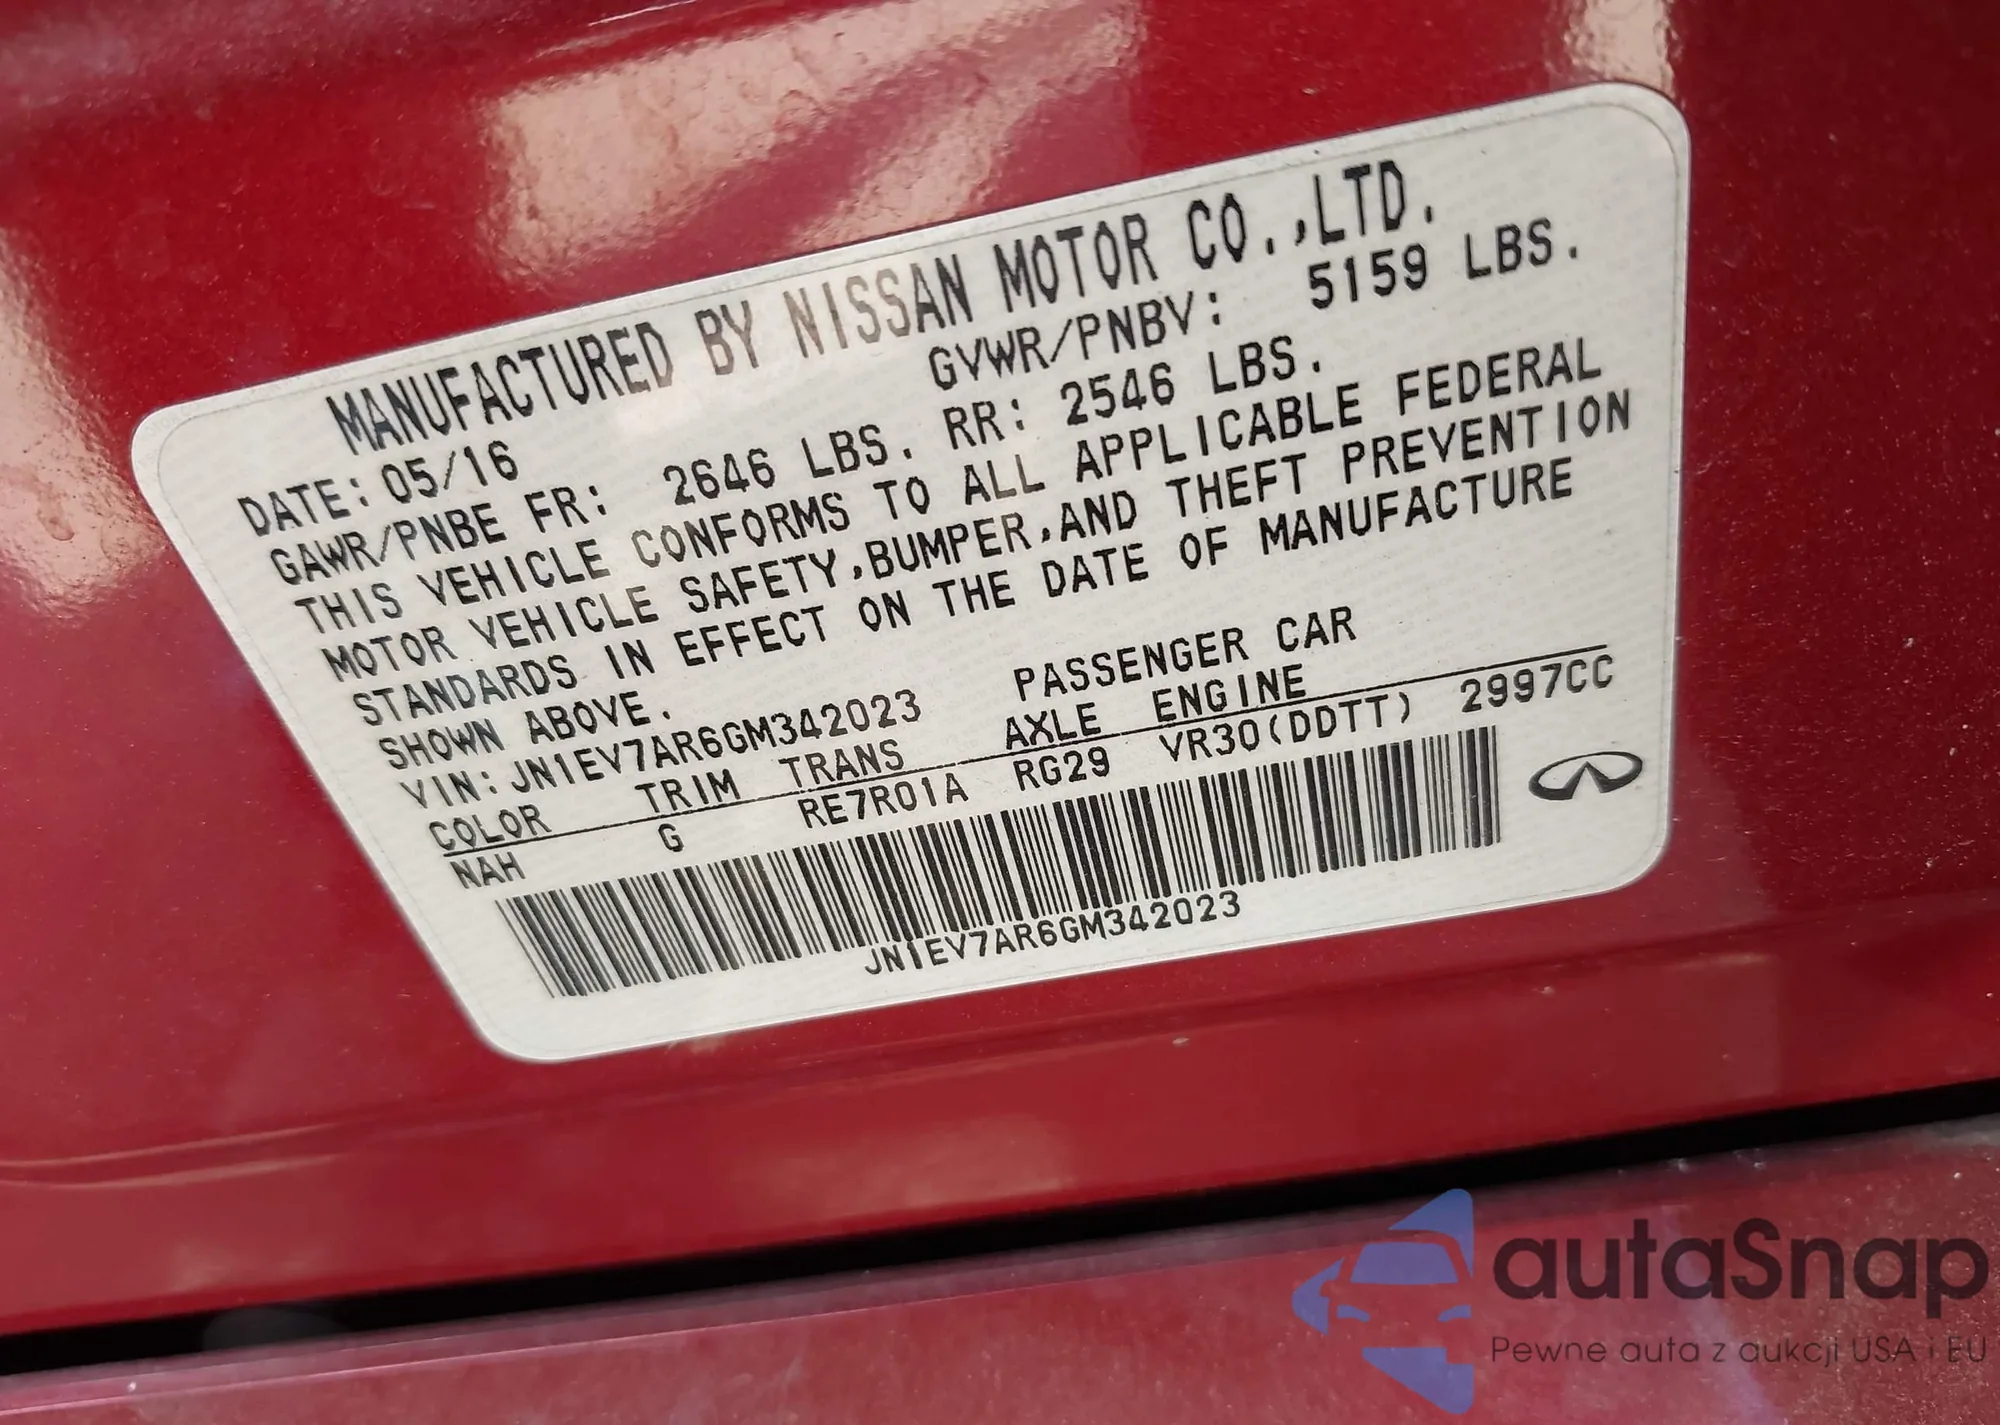 MANUFACTURED BY NISSAN MOTOR CO.,LTD.
DATE: 05/16 GVWR/PNBV: 5159 LBS.
GAWR/PNBE FR: 2646 LBS. RR: 2546 LBS.
THIS VEHICLE CONFORMS TO ALL APPLICABLE FEDERAL
MOTOR VEHICLE SAFETY,BUMPER,AND THEFT PREVENTION
STANDARDS IN EFFECT ON THE DATE OF MANUFACTURE
SHOWN ABOVE.
VIN: JN1EV7AR6GM342023 PASSENGER CAR
COLOR TRIM TRANS AXLE ENGINE
NAH G RE7R01A RG29 VR30(DDTT) 2997CC
JN1EV7AR6GM342023
autaSnap
Pewne auta z aukcji USA i EU